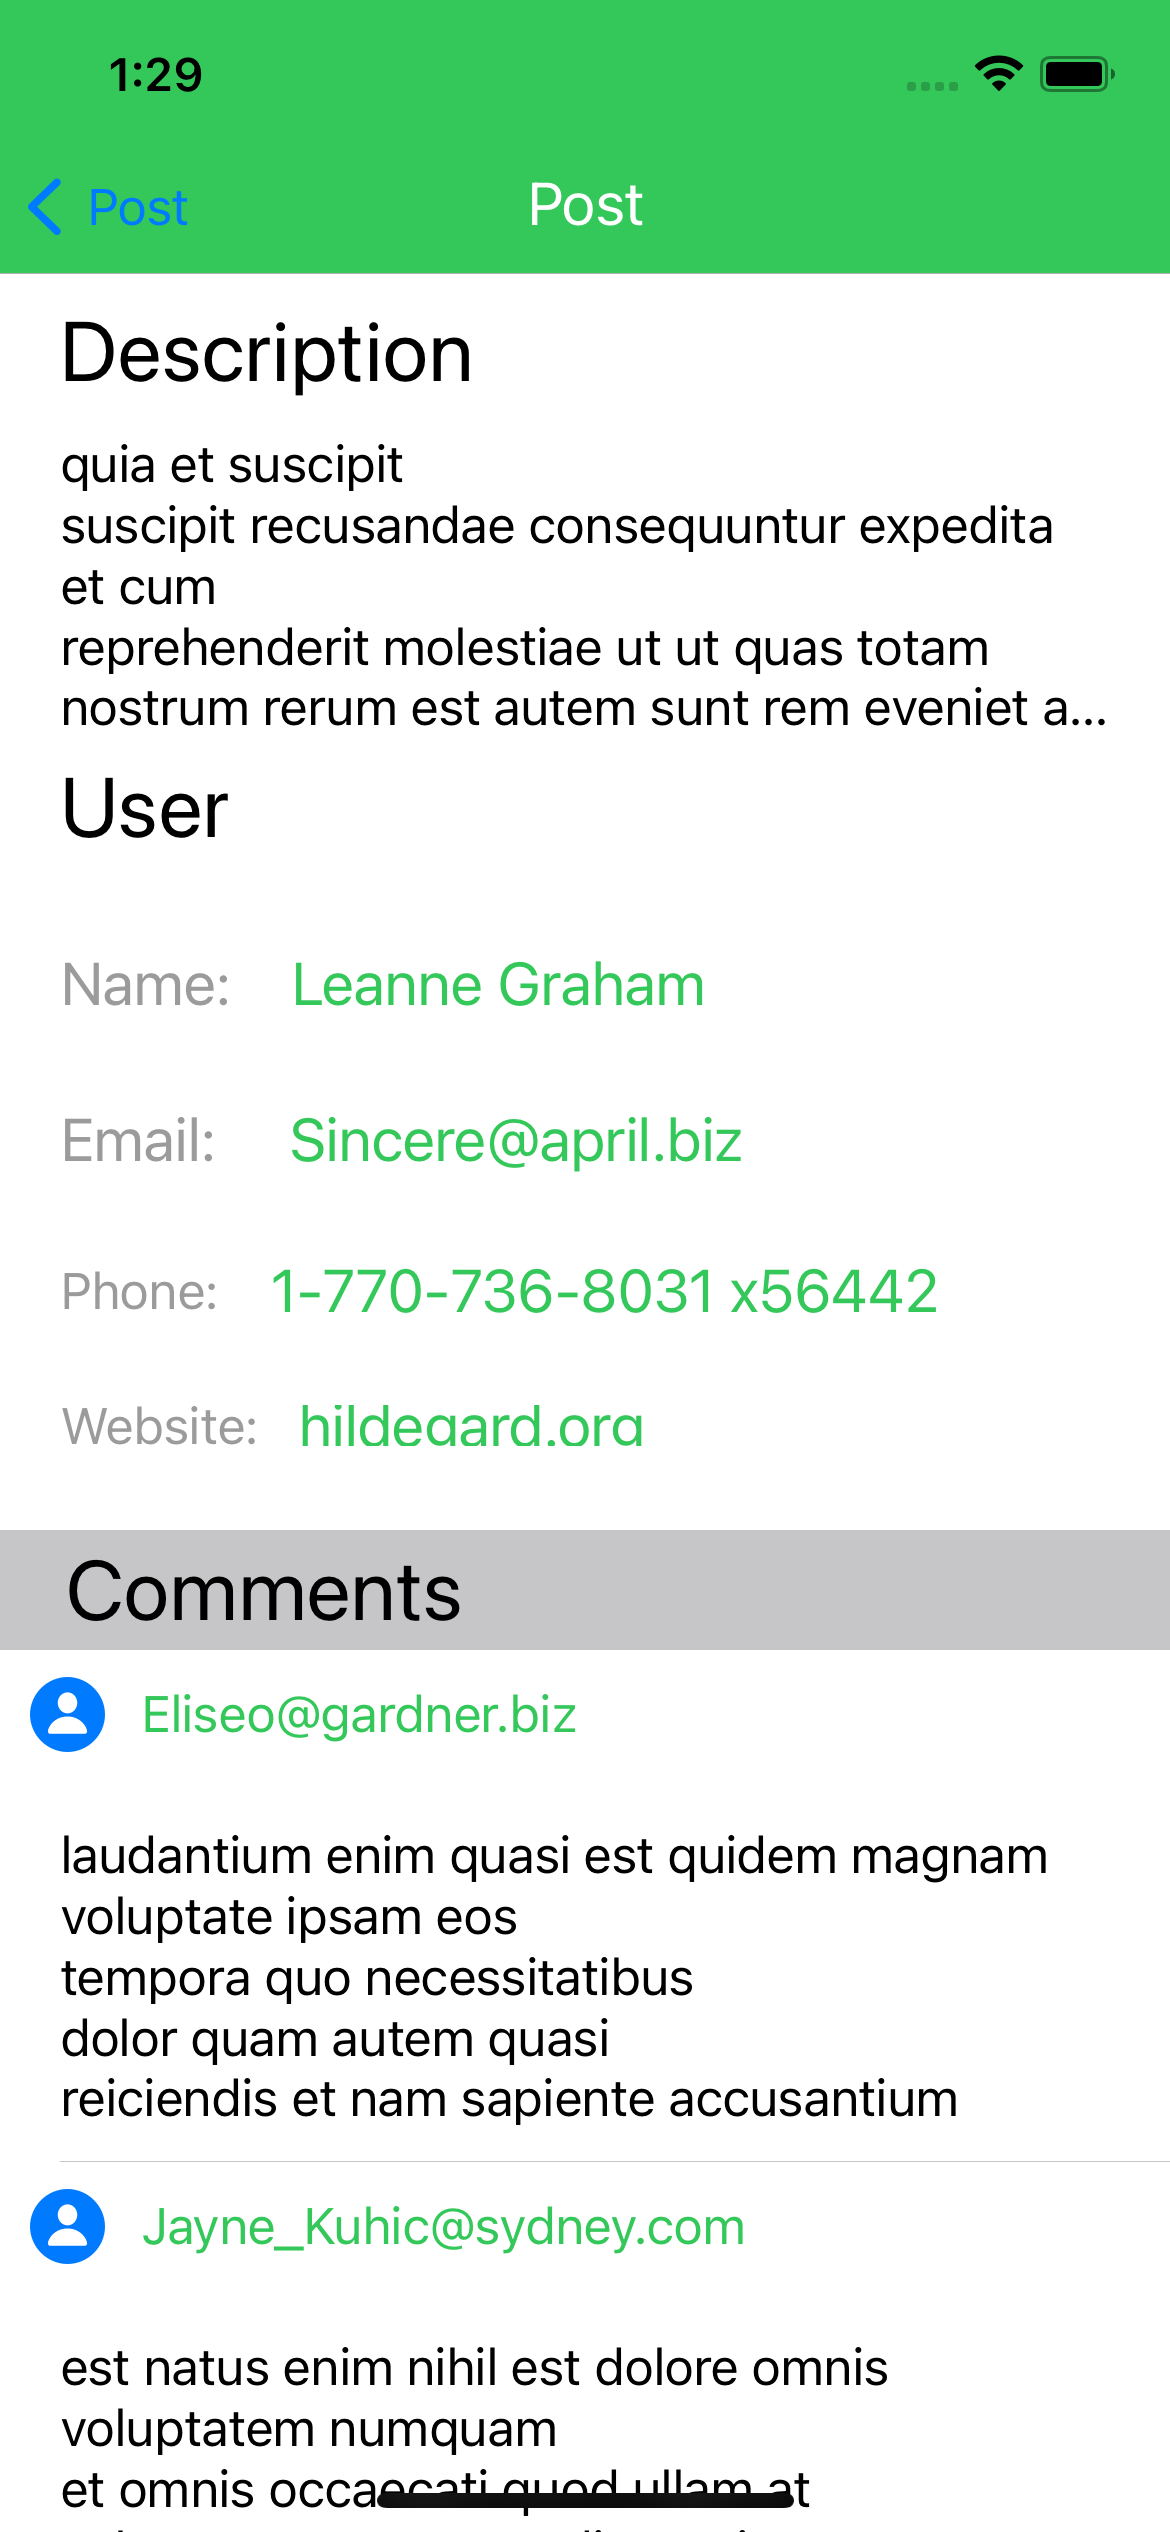 1:29
Post
Post
Description
quia et suscipit
suscipit recusandae consequuntur expedita
et cum
reprehenderit molestiae ut ut quas totam
nostrum rerum est autem sunt rem eveniet a...
User
Name: Leanne Graham
Email: Sincere@april.biz
Phone: 1-770-736-8031 x56442
Website: hildegard.org
Comments
Eliseo@gardner.biz
laudantium enim quasi est quidem magnam
voluptate ipsam eos
tempora quo necessitatibus
dolor quam autem quasi
reiciendis et nam sapiente accusantium
Jayne_Kuhic@sydney.com
est natus enim nihil est dolore omnis
voluptatem numquam
et omnis occaecati quod ullam at